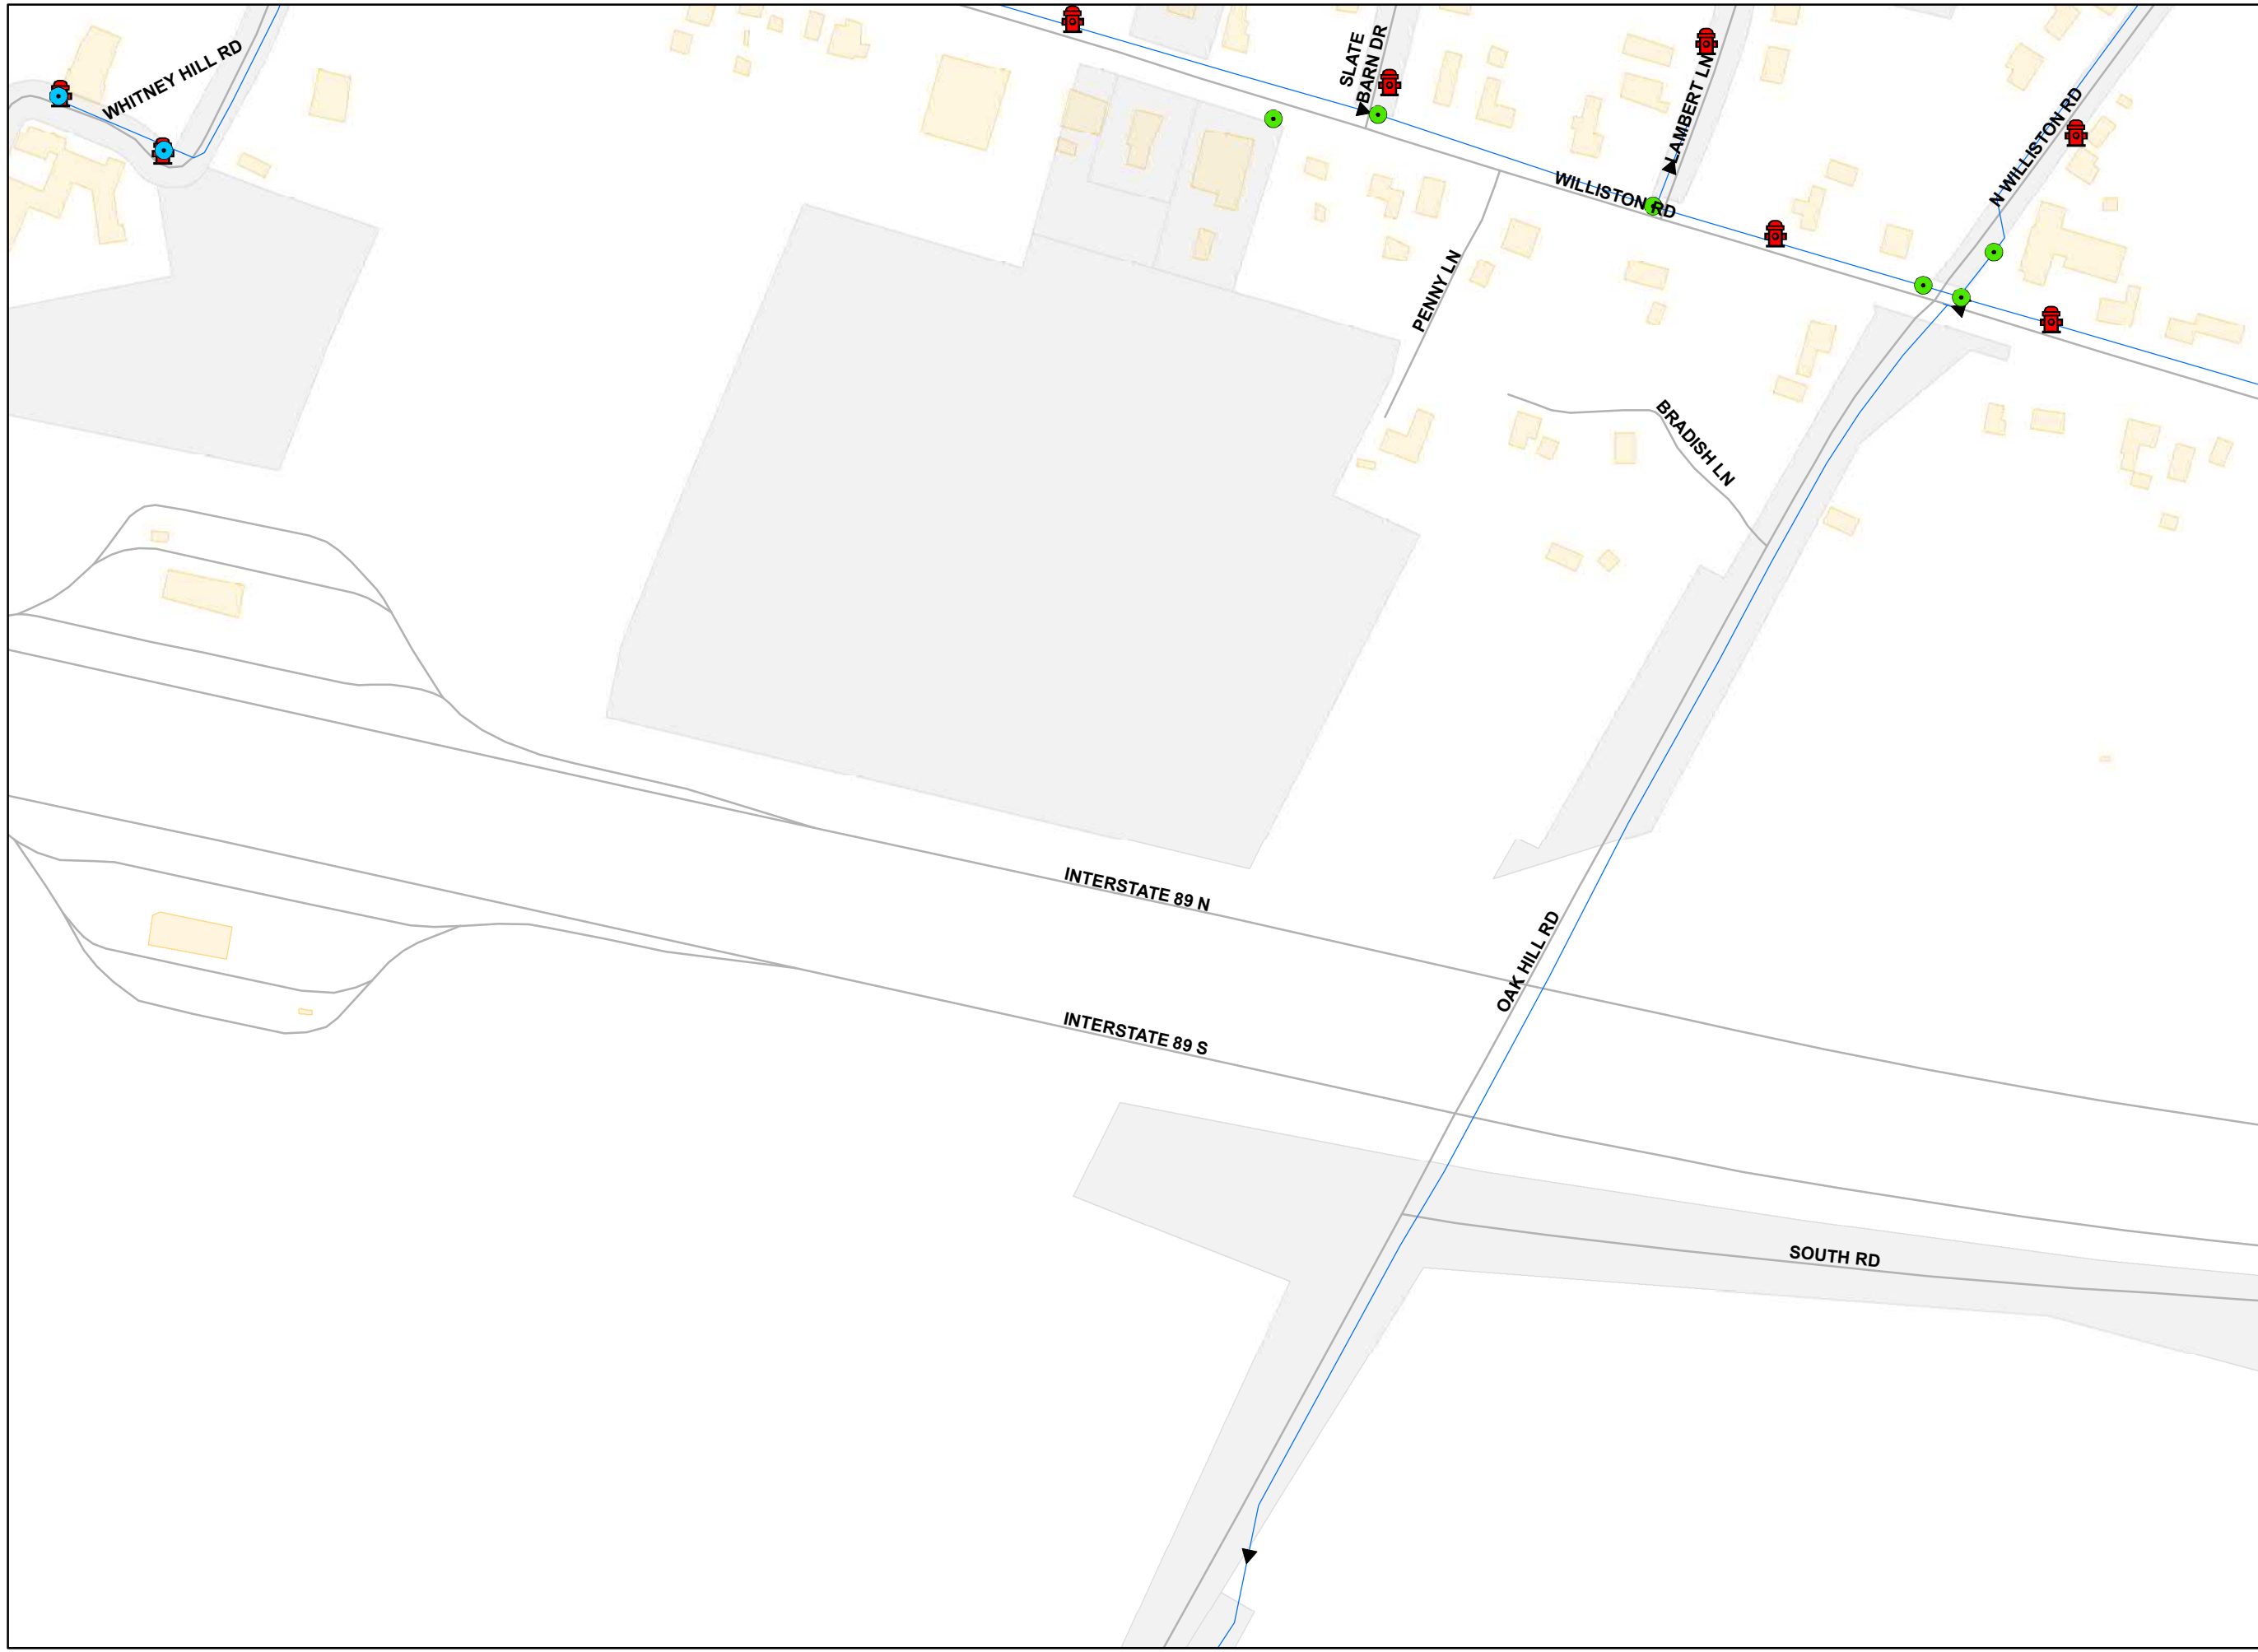 WHITNEY HILL RD
SLATE
BARN DR
LAMBERT LN
N WILLISTON RD
WILLISTON RD
PENNY LN
BRADISH LN
INTERSTATE 89 N
OAK HILL RD
INTERSTATE 89 S
SOUTH RD